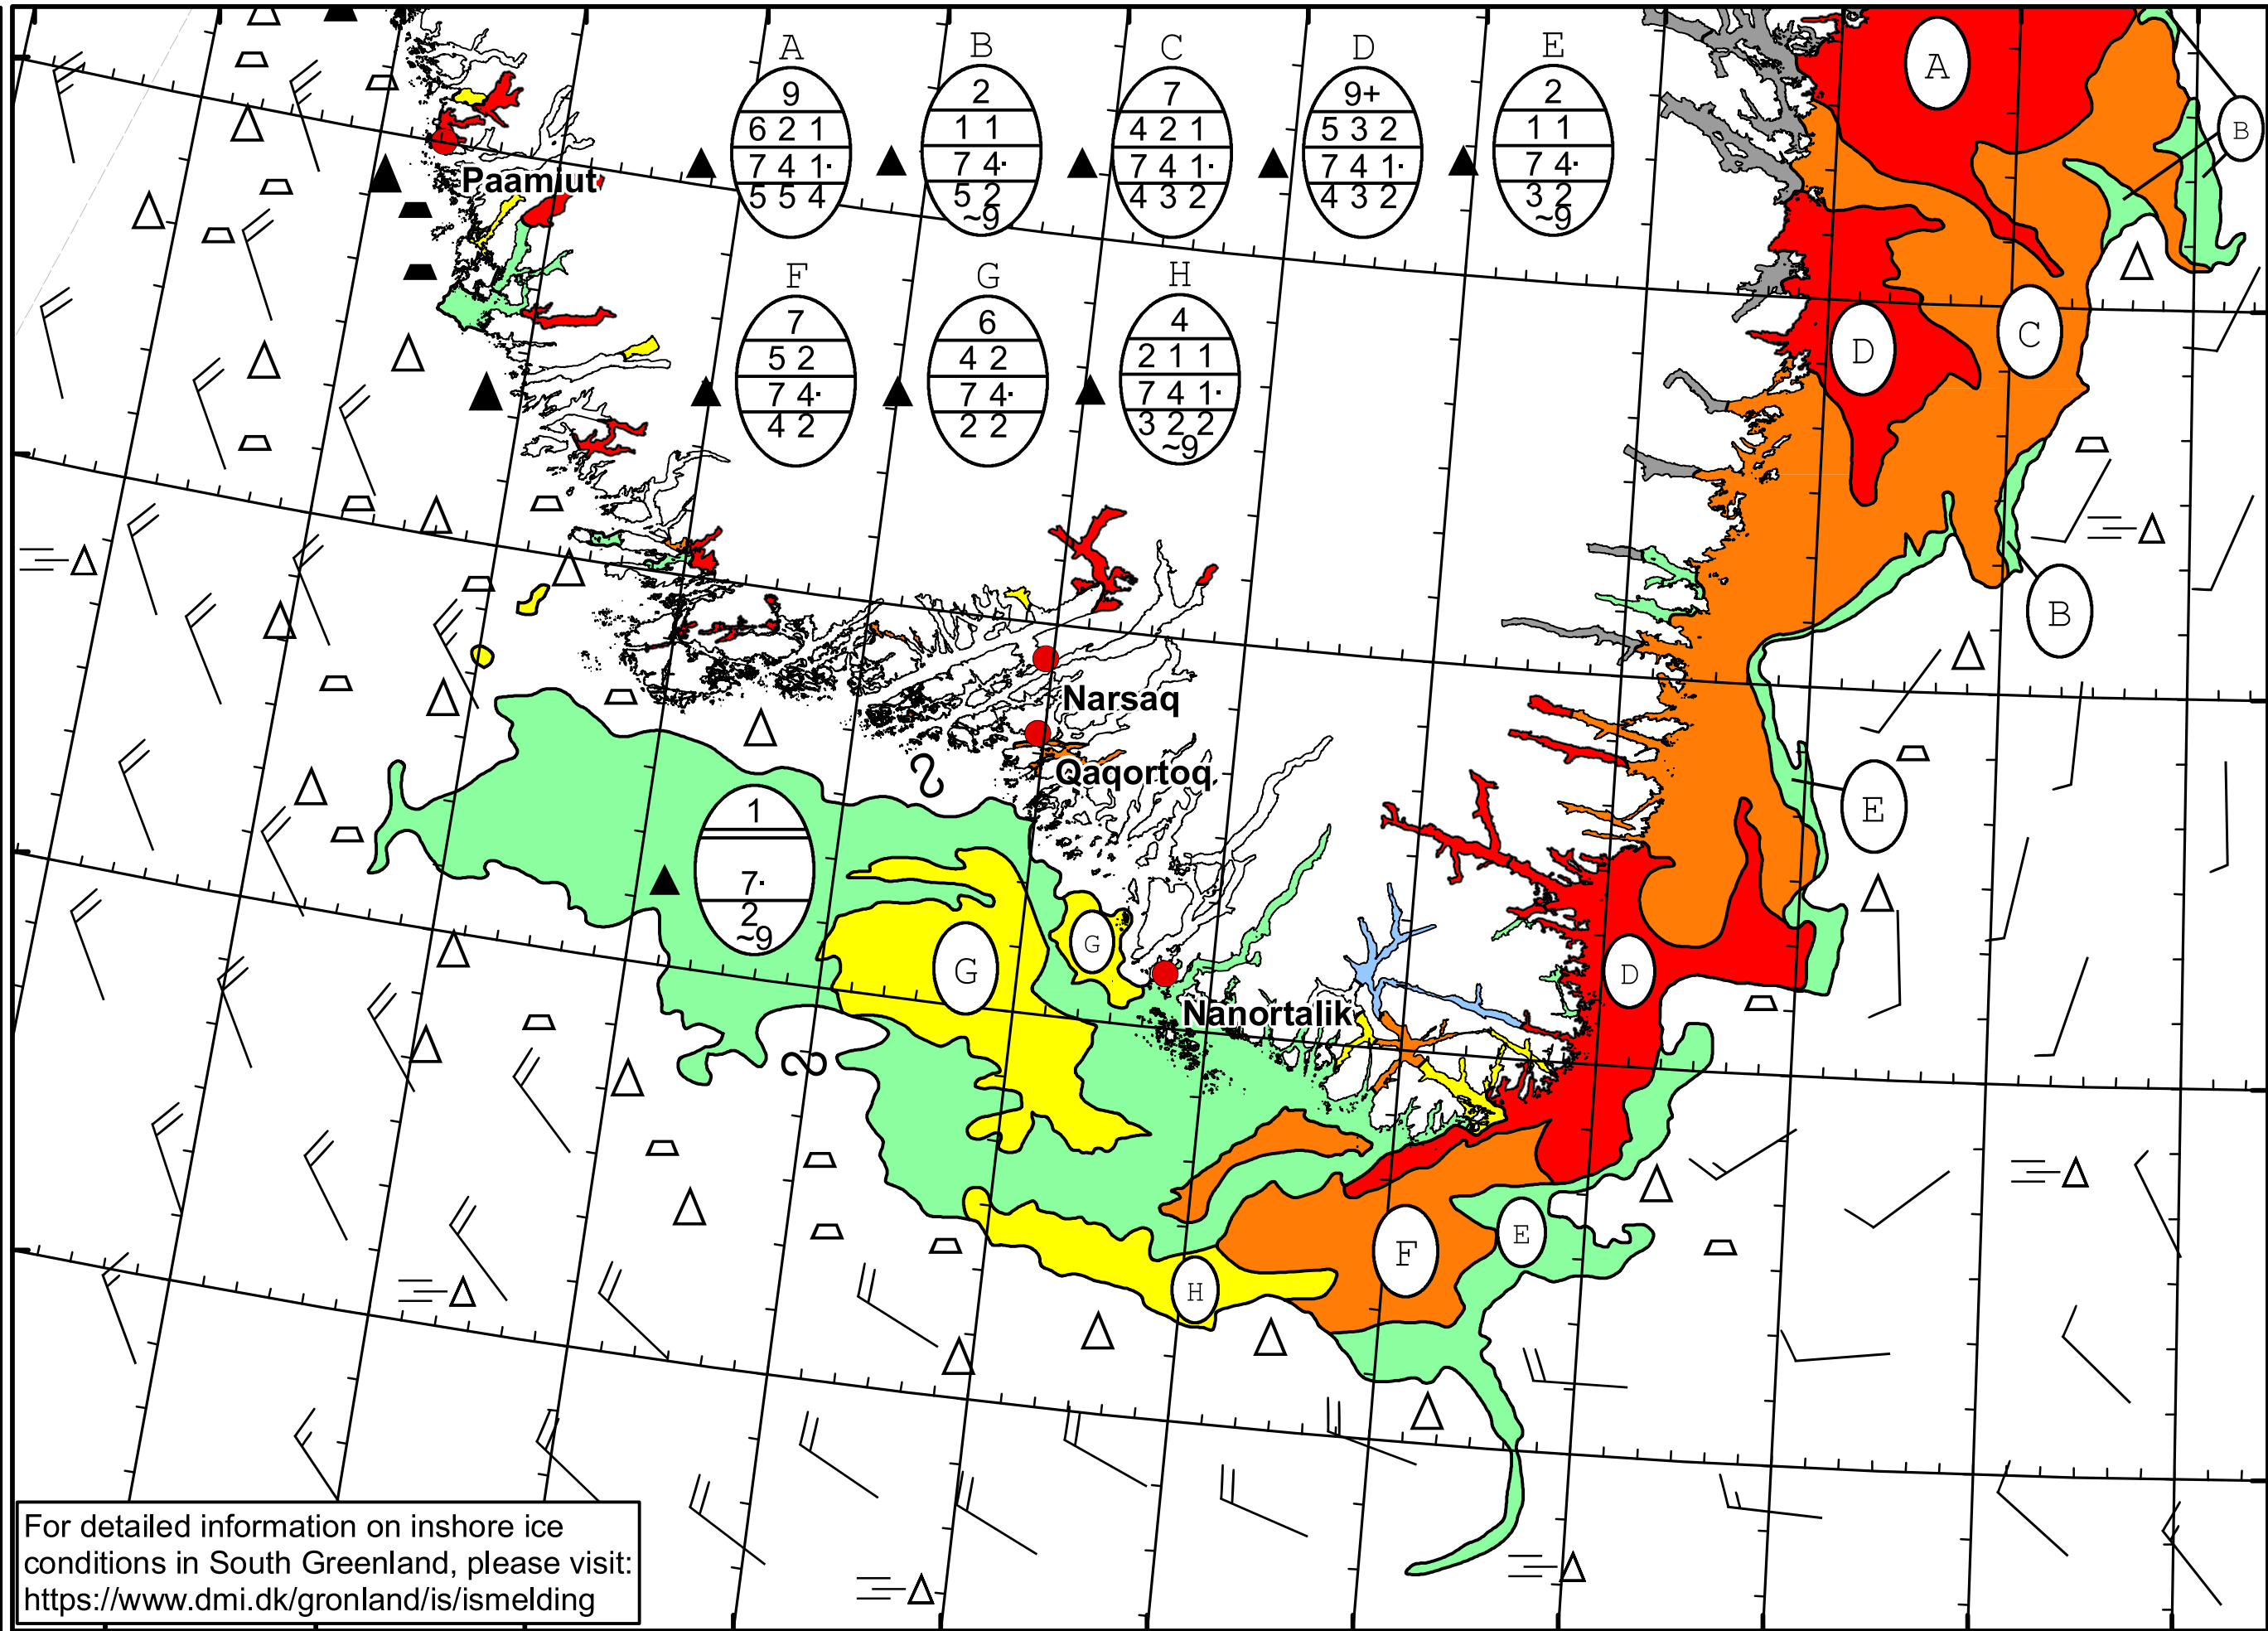 A B C D E
9 2 7 9+ 2
6 2 1 1 1 4 2 1 5 3 2 1 1
7 4 1· 7 4· 7 4 1· 7 4 1· 7 4·
5 5 4 5 2 4 3 2 4 3 2 3 2
~9 ~9
F G H
7 6 4
5 2 4 2 2 1 1
7 4· 7 4· 7 4 1·
4 2 2 2 3 2 2
~9
A
B
Paamiut
D
C
B
Narsaq
Qaqortoq
E
1
7·
2
~9
G
G
D
Nanortalik
E
F
H
For detailed information on inshore ice
conditions in South Greenland, please visit:
https://www.dmi.dk/gronland/is/ismelding